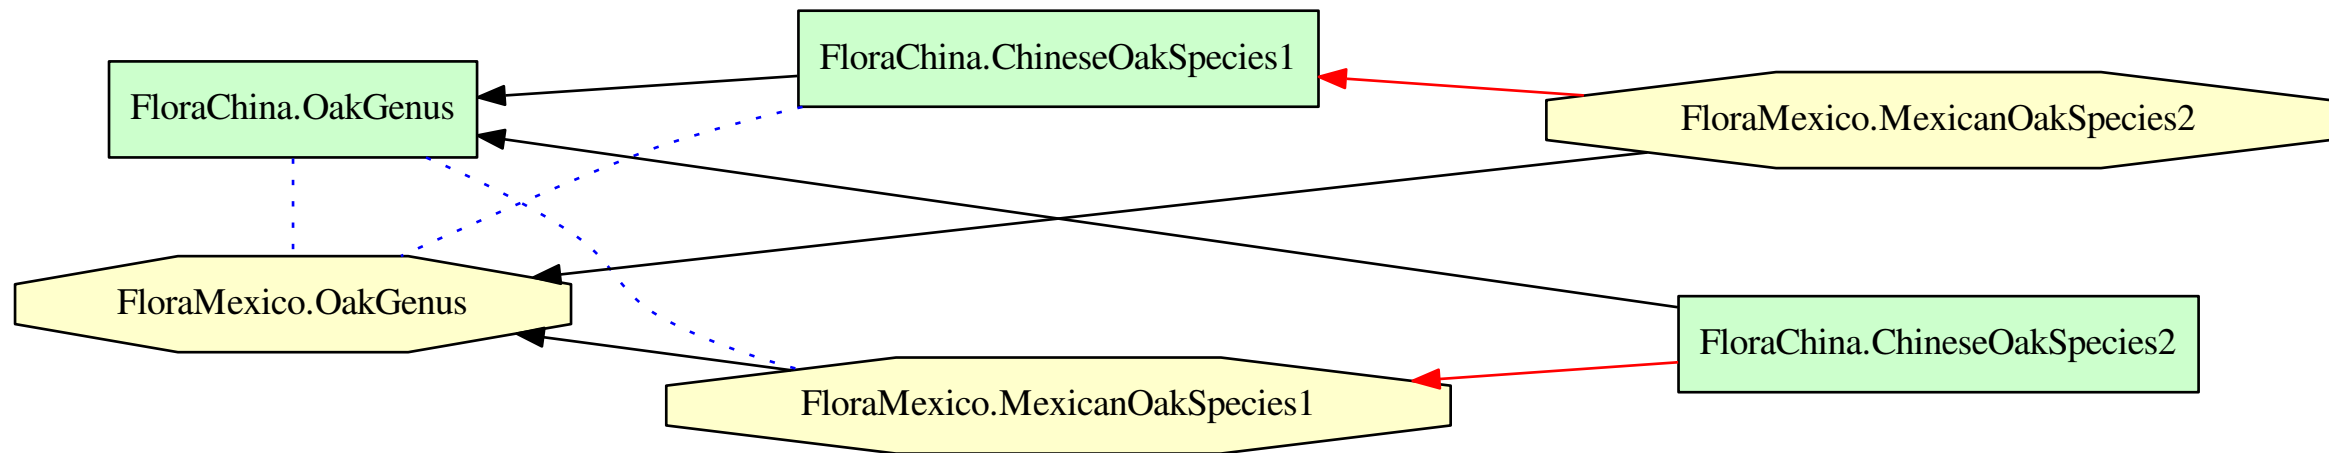 FloraChina.ChineseOakSpecies1
FloraChina.OakGenus
FloraMexico.MexicanOakSpecies2
FloraMexico.OakGenus
FloraChina.ChineseOakSpecies2
FloraMexico.MexicanOakSpecies1